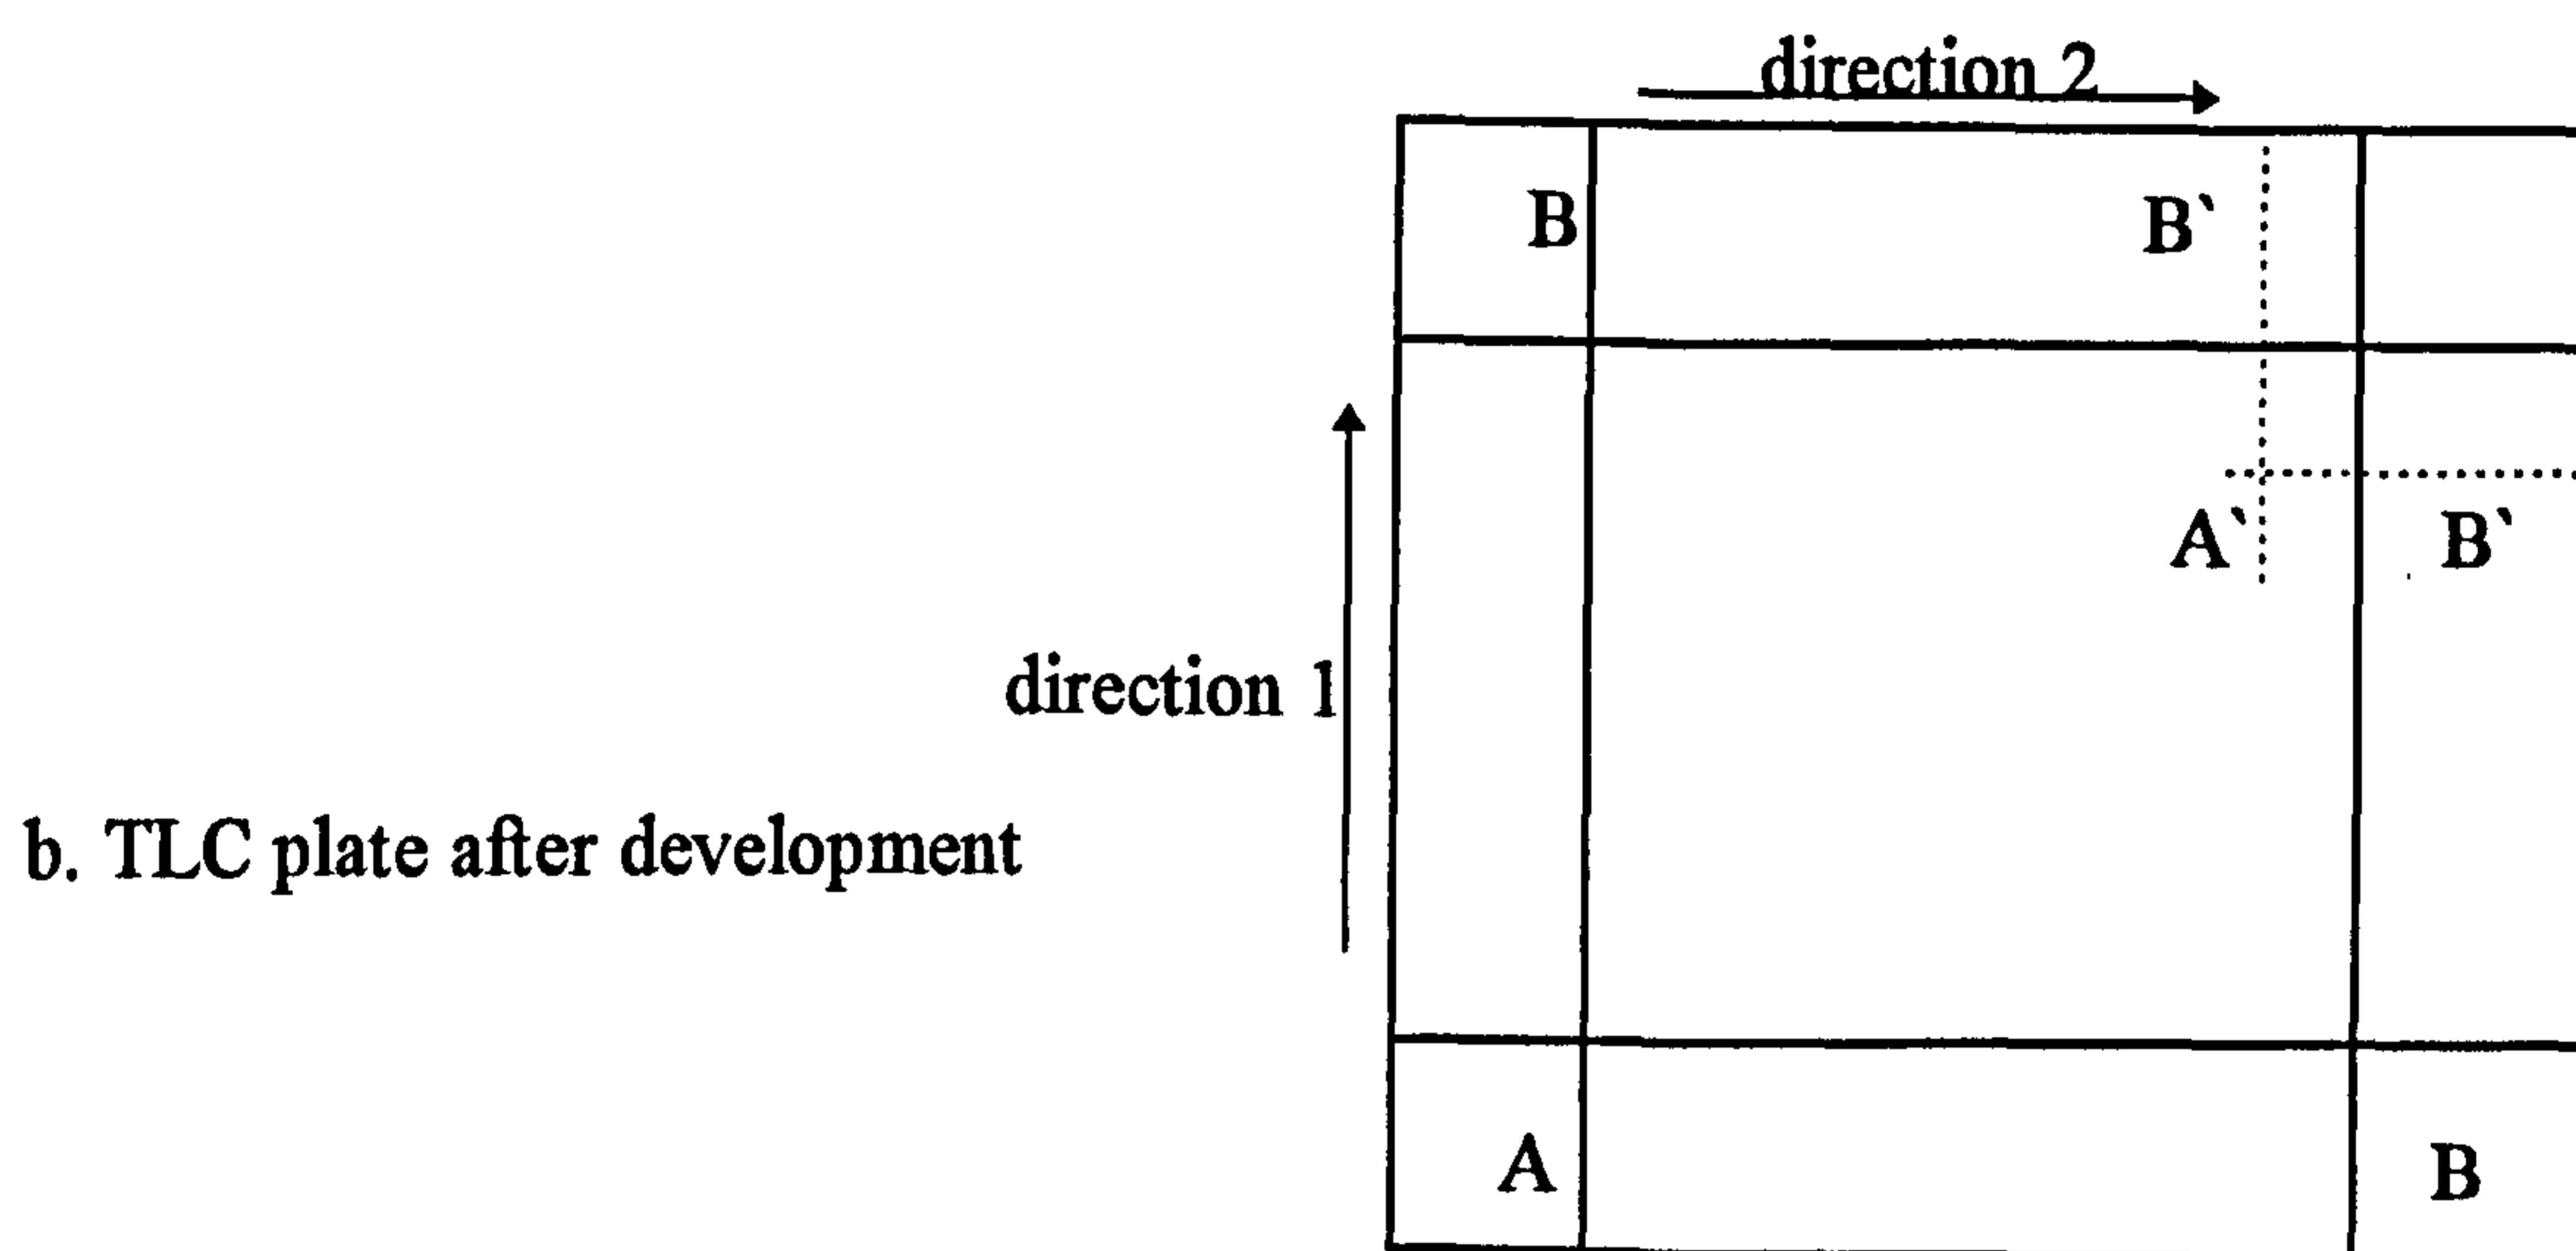 direction 2
B B`
A` B`
direction 1
b. TLC plate after development
A B